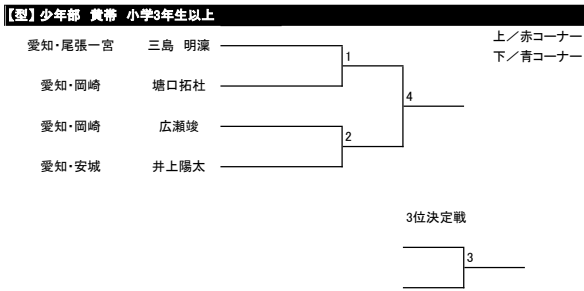 【型】 少年部 黄帯 小学3年生以上
上／赤コーナー
下／青コーナー
愛知・尾張一宮 三島 明凜
1
愛知・岡崎 塘口拓杜
4
愛知・岡崎 広瀬竣
2
愛知・安城 井上陽太
3位決定戦
3